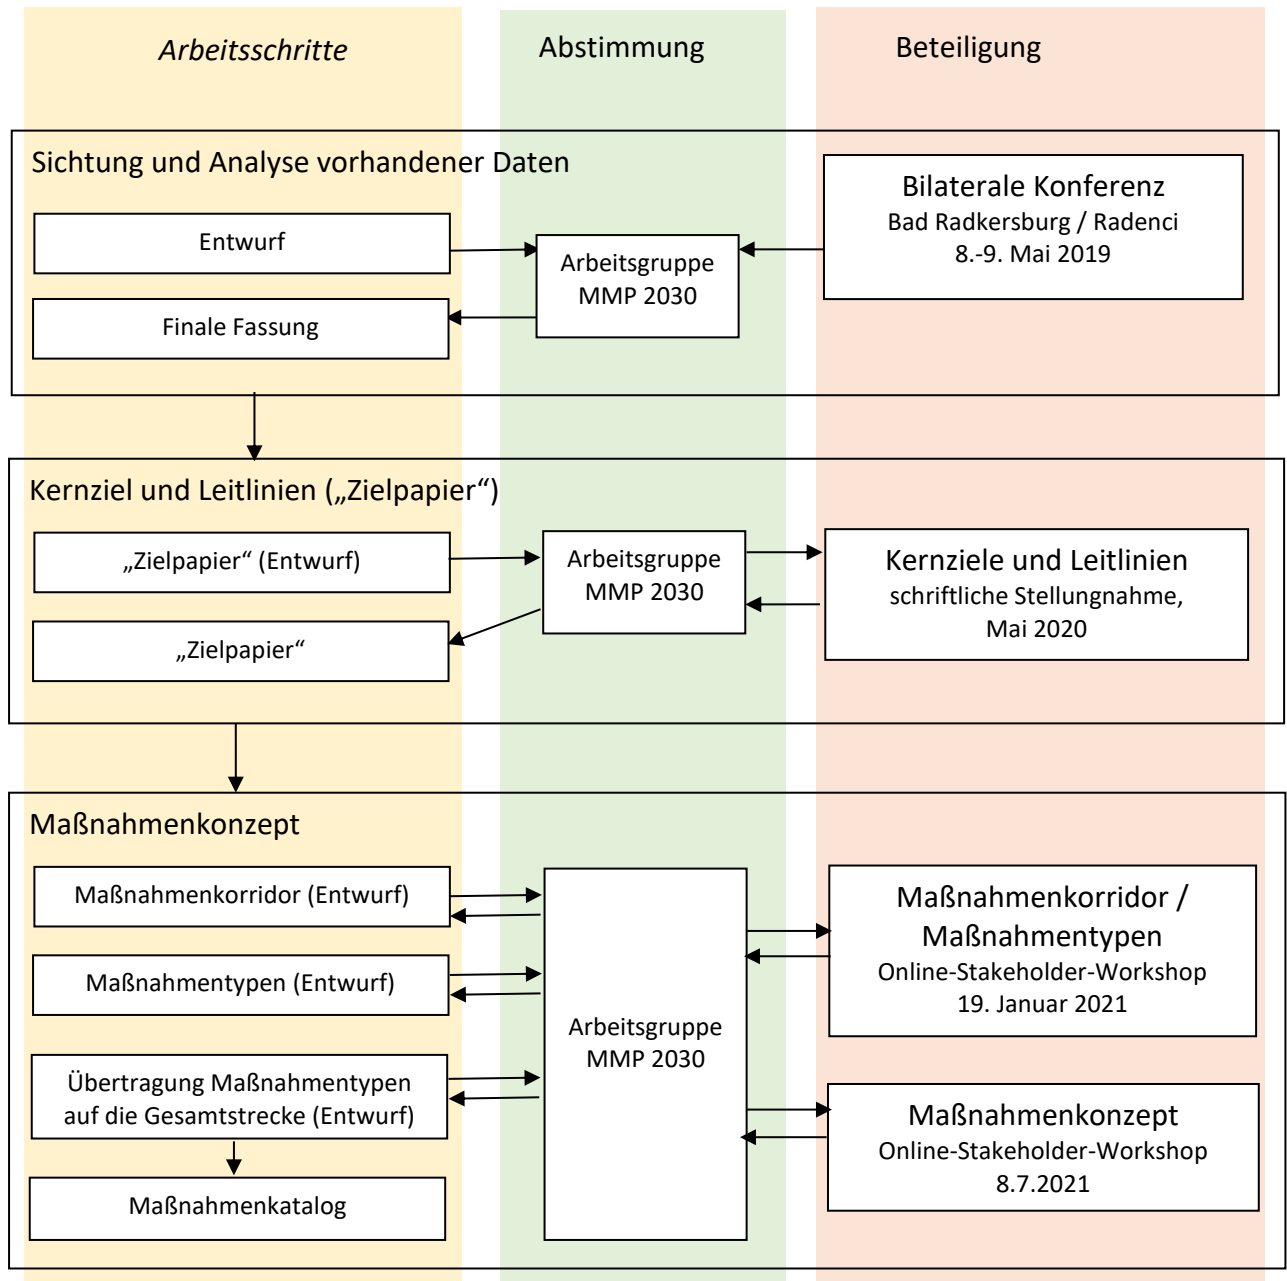 Arbeitsschritte
Abstimmung
Beteiligung
Sichtung und Analyse vorhandener Daten
Entwurf
Finale Fassung
Arbeitsgruppe
MMP 2030
Bilaterale Konferenz
Bad Radkersburg / Radenci
8.-9. Mai 2019
Kernziel und Leitlinien („Zielpapier“)
„Zielpapier“ (Entwurf)
„Zielpapier“
Arbeitsgruppe
MMP 2030
Kernziele und Leitlinien
schriftliche Stellungnahme,
Mai 2020
Maßnahmenkonzept
Maßnahmenkorridor (Entwurf)
Maßnahmentypen (Entwurf)
Übertragung Maßnahmentypen
auf die Gesamtstrecke (Entwurf)
Maßnahmenkatalog
Arbeitsgruppe
MMP 2030
Maßnahmenkorridor /
Maßnahmentypen
Online-Stakeholder-Workshop
19. Januar 2021
Maßnahmenkonzept
Online-Stakeholder-Workshop
8.7.2021